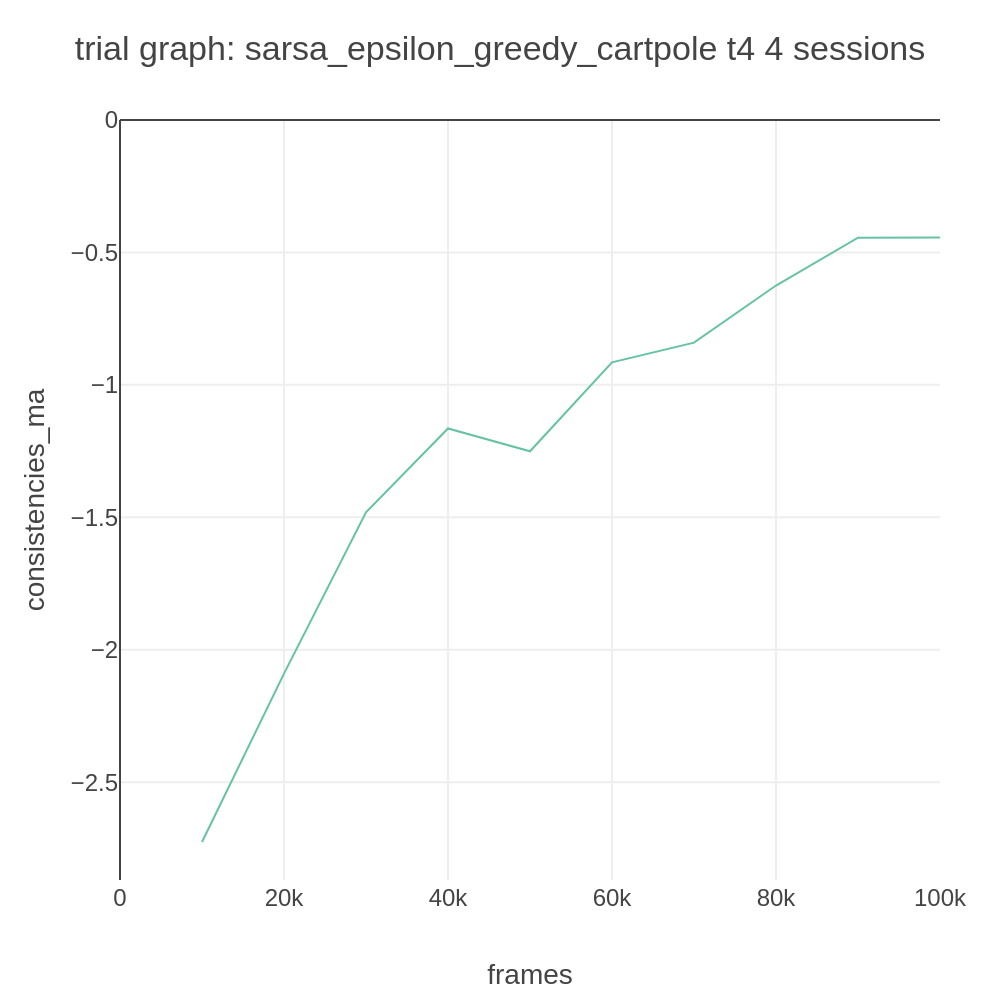 trial graph: sarsa_epsilon_greedy_cartpole t4 4 sessions
0
−0.5
−1
−1.5
−2
−2.5
consistencies_ma
0 20k 40k 60k 80k 100k
frames